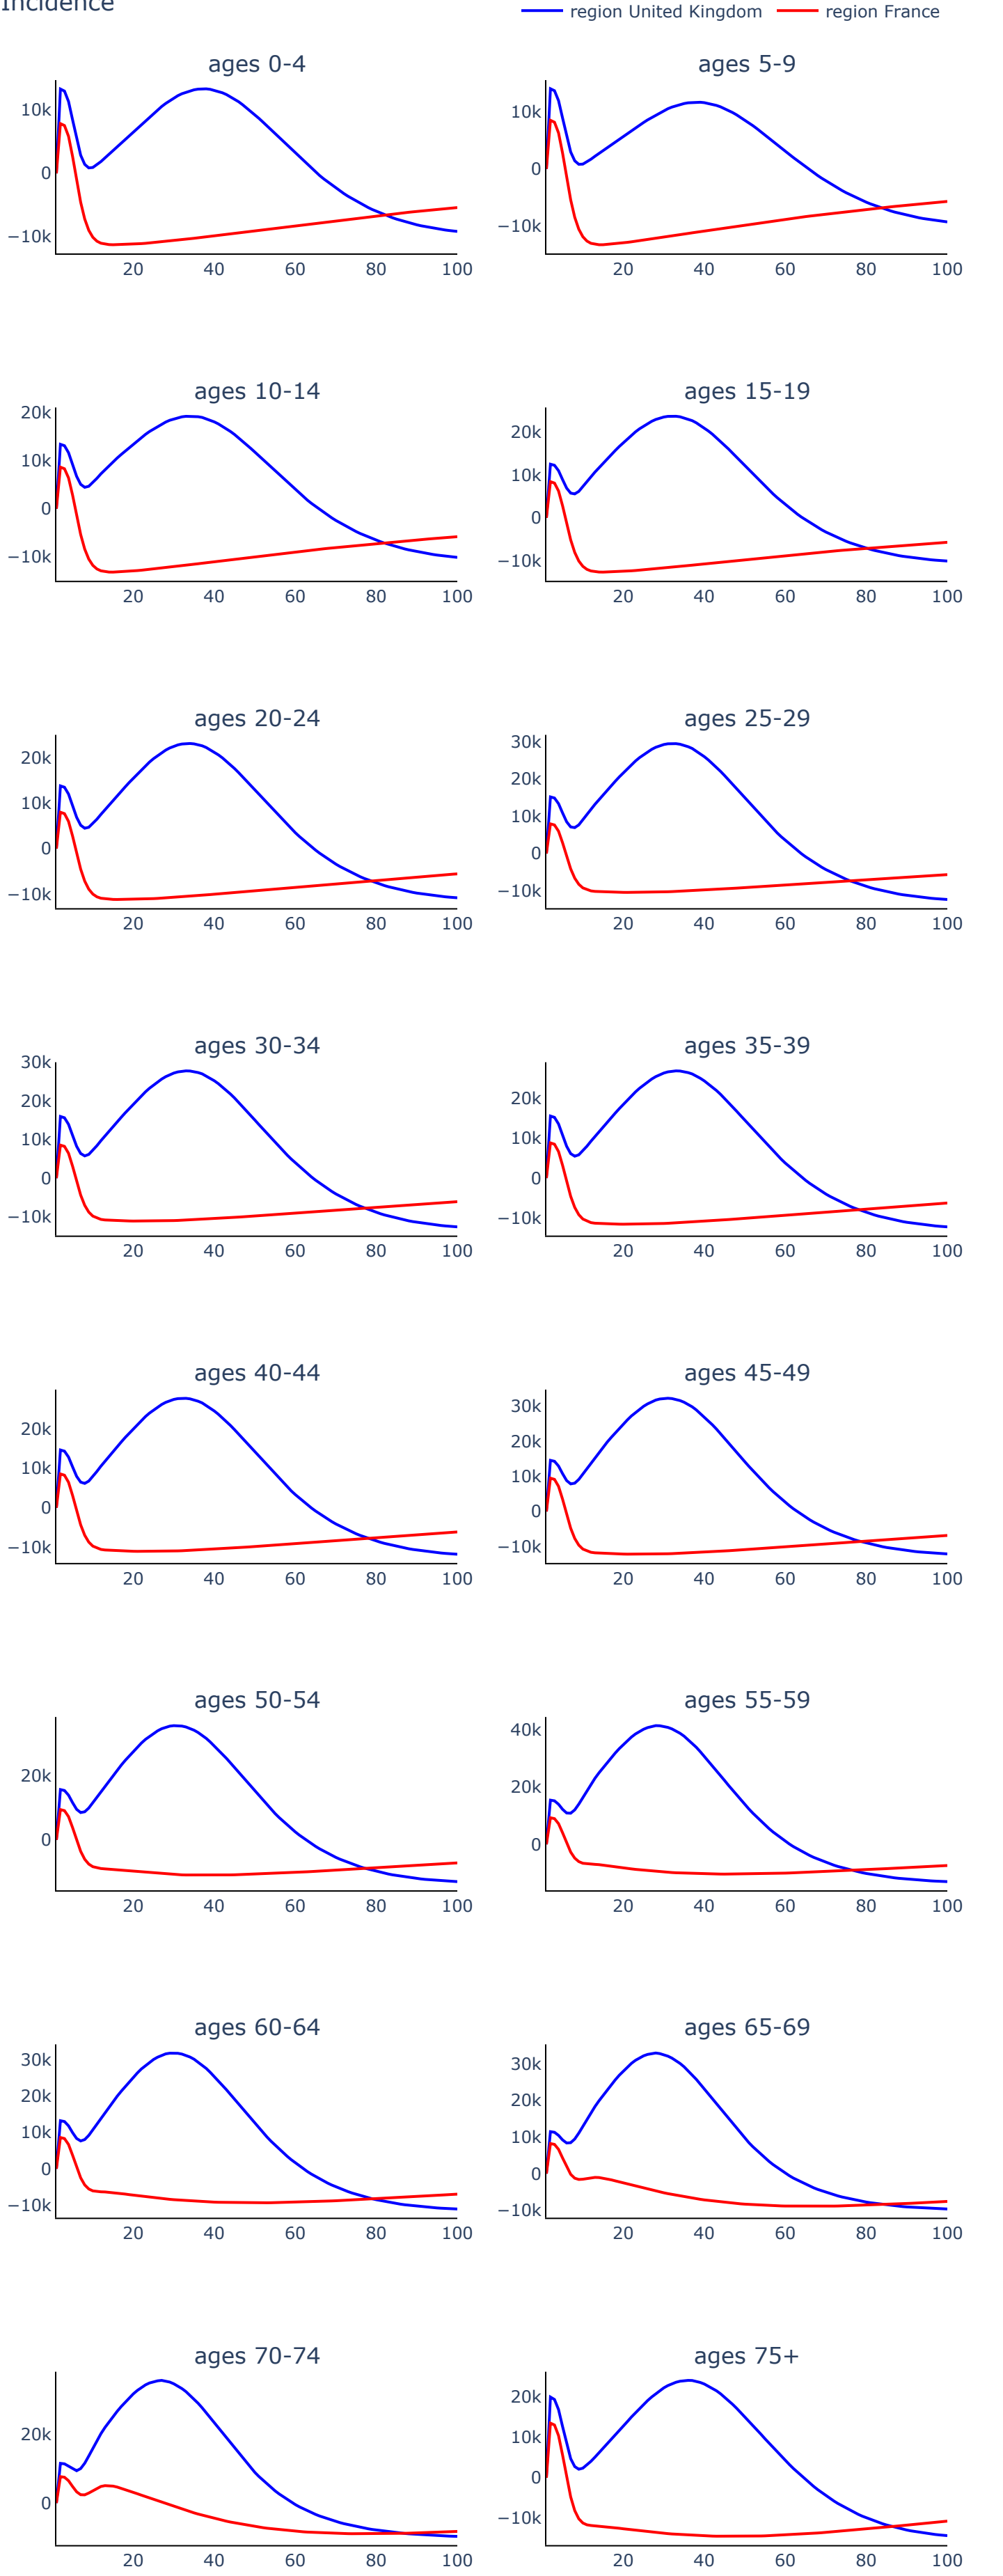 Incidence
region United Kingdom region France
ages 0-4 ages 5-9
10k 10k
0 0
−10k −10k
20 40 60 80 100 20 40 60 80 100
ages 10-14 ages 15-19
20k 20k
10k 10k
0 0
−10k −10k
20 40 60 80 100 20 40 60 80 100
ages 20-24 ages 25-29
30k
20k 20k
10k 10k
0 0
−10k −10k
20 40 60 80 100 20 40 60 80 100
ages 30-34 ages 35-39
30k
20k 20k
10k 10k
0 0
−10k −10k
20 40 60 80 100 20 40 60 80 100
ages 40-44 ages 45-49
30k
20k 20k
10k 10k
0 0
−10k −10k
20 40 60 80 100 20 40 60 80 100
ages 50-54 ages 55-59
40k
20k 20k
0 0
20 40 60 80 100 20 40 60 80 100
ages 60-64 ages 65-69
30k 30k
20k 20k
10k 10k
0 0
−10k −10k
20 40 60 80 100 20 40 60 80 100
ages 70-74 ages 75+
20k 20k
10k
0 0
−10k
20 40 60 80 100 20 40 60 80 100